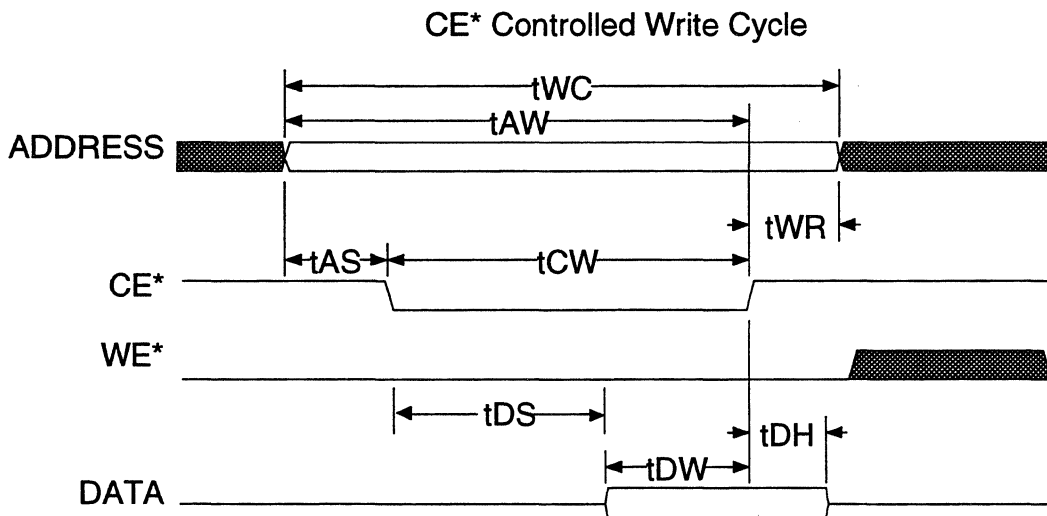 CE* Controlled Write Cycle
tWC
tAW
ADDRESS
tWR
tAS
tCW
CE*
WE*
tDS
tDH
tDW
DATA